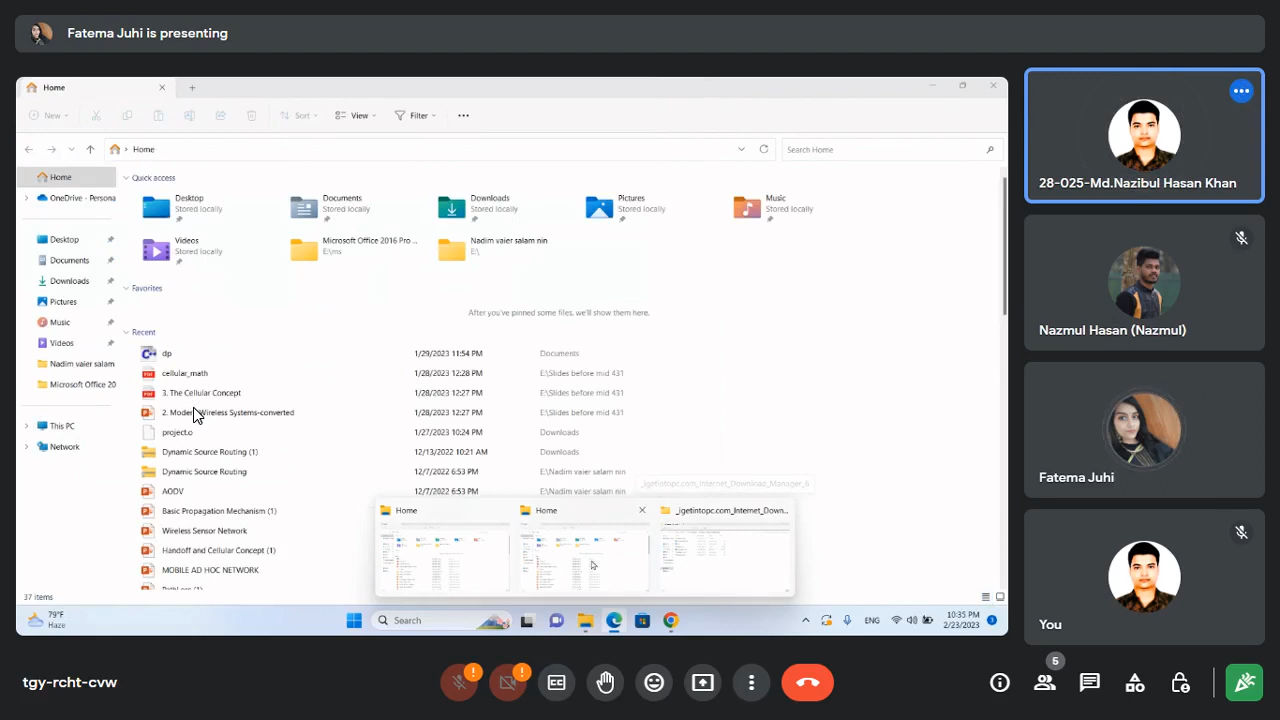 Fatema Juhi is presenting
Home
New
Sort
View
Filter
Home
Search Home
Home
OneDrive - Persona
Desktop
Documents
Downloads
Pictures
Music
Videos
Nadim vaier salam
Microsoft Office 20
This PC
Network
Quick access
Desktop
Stored locally
Documents
Stored locally
Downloads
Stored locally
Pictures
Stored locally
Music
Stored locally
Videos
Stored locally
Microsoft Office 2016 Pro ...
E:\ms
Nadim vaier salam nin
E:\
Favorites
After you've pinned some files, we'll show them here.
Recent
dp 1/29/2023 11:54 PM Documents
cellular_math 1/28/2023 12:28 PM E:\Slides before mid 431
3. The Cellular Concept 1/28/2023 12:27 PM E:\Slides before mid 431
2. Modern Wireless Systems-converted 1/28/2023 12:27 PM E:\Slides before mid 431
project.o 1/27/2023 10:24 PM Downloads
Dynamic Source Routing (1) 12/13/2022 10:21 AM Downloads
Dynamic Source Routing 12/7/2022 6:53 PM E:\Nadim vaier salam nin
AODV 12/7/2022 6:53 PM E:\Nadim vaier salam nin
Basic Propagation Mechanism (1)
Wireless Sensor Network
Handoff and Cellular Concept (1)
MOBILE AD HOC NETWORK
_igetintopc.com_Internet_Download_Manager_6
Home
Home
_igetintopc.com_Internet_Down...
37 items
79°F
Haze
Search
ENG
10:35 PM
2/23/2023
28-025-Md.Nazibul Hasan Khan
Nazmul Hasan (Nazmul)
Fatema Juhi
You
tgy-rcht-cvw
5